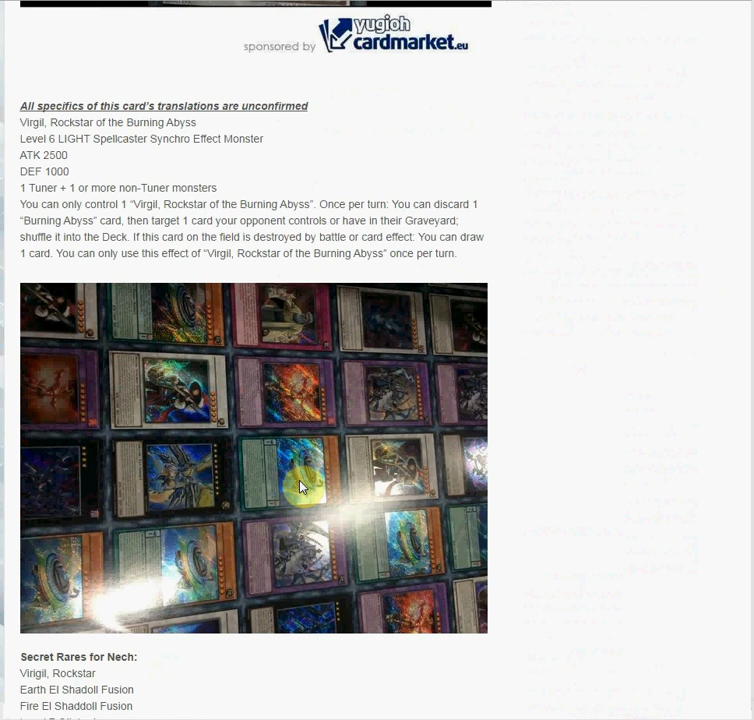 sponsored by yugioh
cardmarket.eu
All specifics of this card's translations are unconfirmed
Virgil, Rockstar of the Burning Abyss
Level 6 LIGHT Spellcaster Synchro Effect Monster
ATK 2500
DEF 1000
1 Tuner + 1 or more non-Tuner monsters
You can only control 1 “Virgil, Rockstar of the Burning Abyss”. Once per turn: You can discard 1
“Burning Abyss” card, then target 1 card your opponent controls or have in their Graveyard;
shuffle it into the Deck. If this card on the field is destroyed by battle or card effect: You can draw
1 card. You can only use this effect of “Virgil, Rockstar of the Burning Abyss” once per turn.
Secret Rares for Nech:
Virigil, Rockstar
Earth El Shadoll Fusion
Fire El Shaddoll Fusion